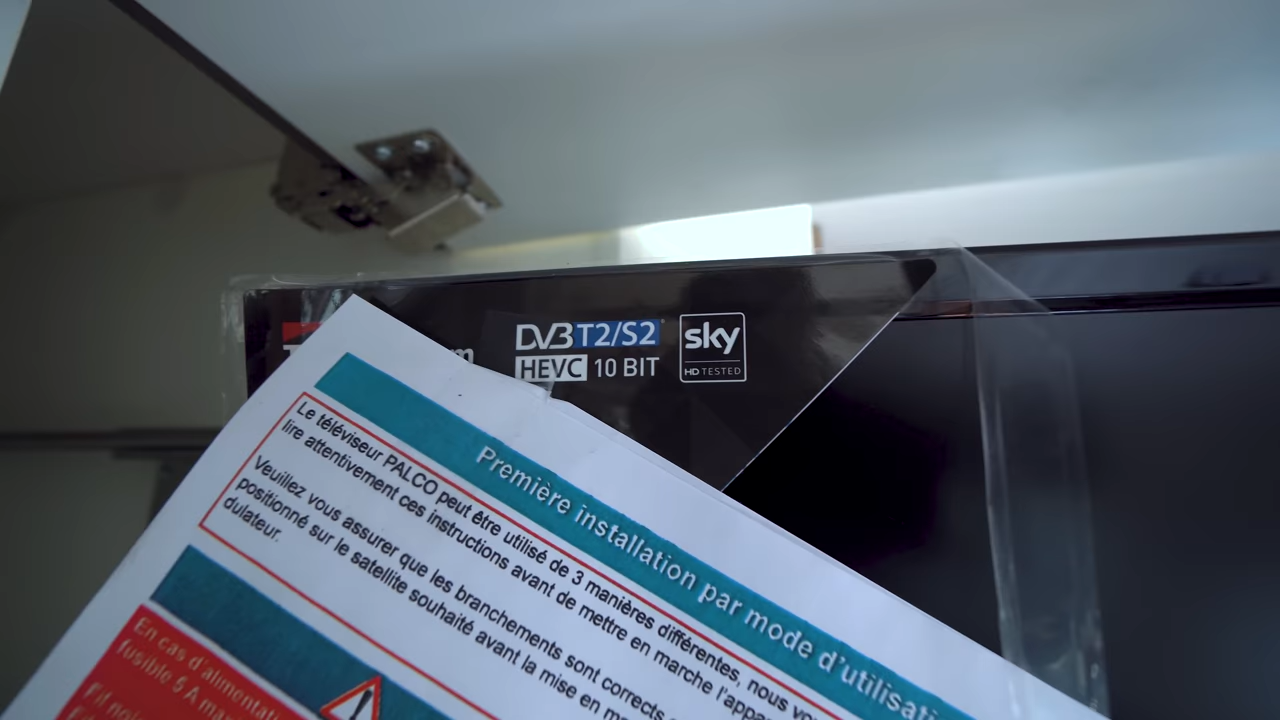 DVB T2/S2
HEVC 10 BIT
sky
HD TESTED
Première installation par mode d'utilisati
Le téléviseur PALCO peut être utilisé de 3 manières différentes, nous vo
lire attentivement ces instructions avant de mettre en marche l'appar
Veuillez vous assurer que les branchements sont corrects
positionné sur le satellite souhaité avant la mise en ma
dulateur.
En cas d'alimentat
fusible 5 A